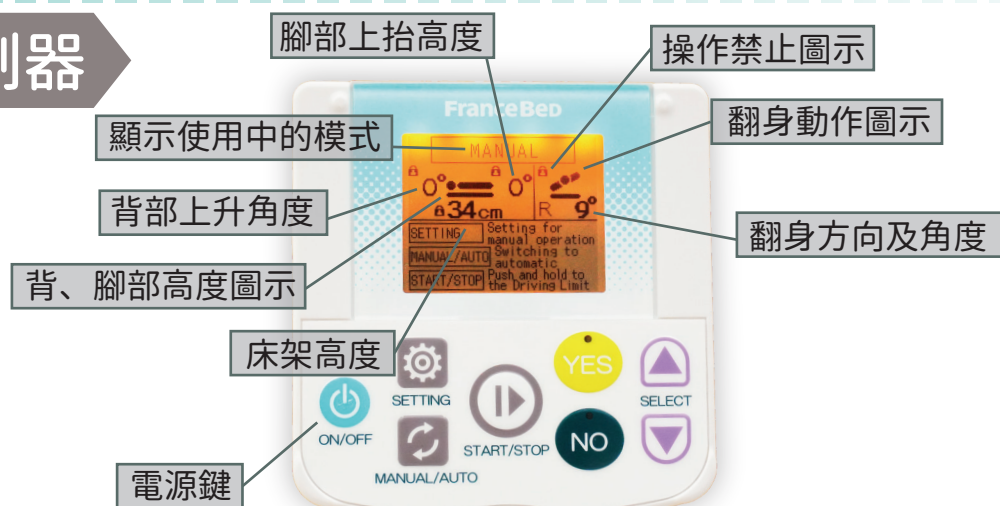 器
腳部上抬高度
操作禁止圖示
顯示使用中的模式
翻身動作圖示
背部上升角度
翻身方向及角度
背、腳部高度圖示
床架高度
電源鍵
FranceBed
MANUAL
0° 0°
34cm
R 9°
SETTING Setting for
manual operation
MANUAL/AUTO Switching to
automatic
START/STOP Push and hold to
the Driving Limit
YES
SETTING
SELECT
ON/OFF
START/STOP
NO
MANUAL/AUTO